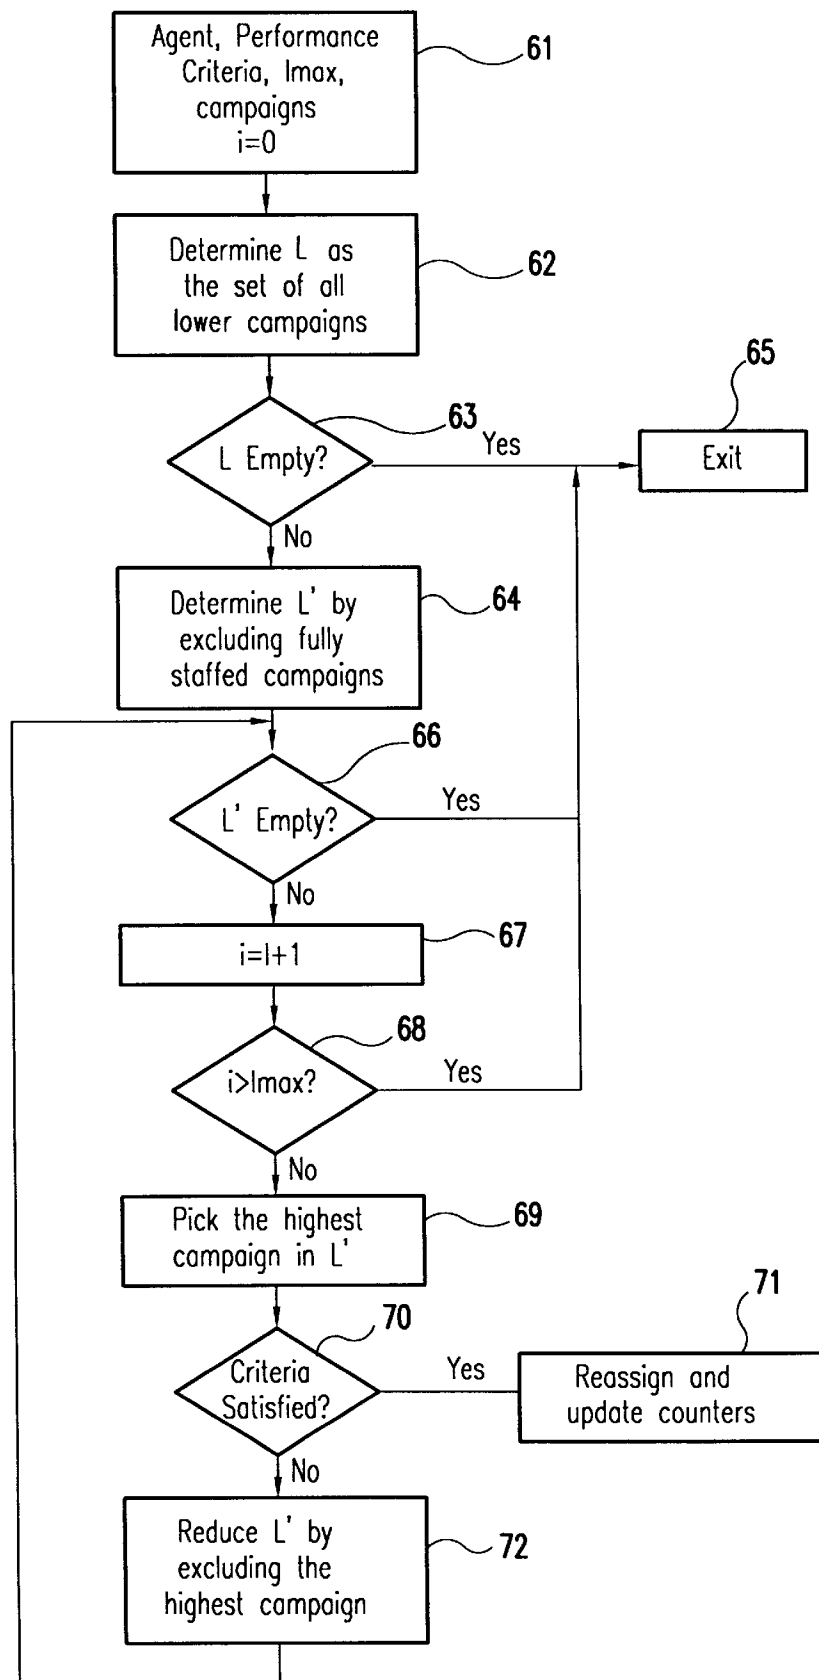 Agent, Performance
Criteria, Imax,
campaigns
i=0
61
Determine L as
the set of all
lower campaigns
62
L Empty?
63
Yes
65
Exit
No
Determine L' by
excluding fully
staffed campaigns
64
66
L' Empty?
Yes
No
i=I+1
67
68
i>Imax?
Yes
No
Pick the highest
campaign in L'
69
70
Criteria
Satisfied?
Yes
71
Reassign and
update counters
No
Reduce L' by
excluding the
highest campaign
72